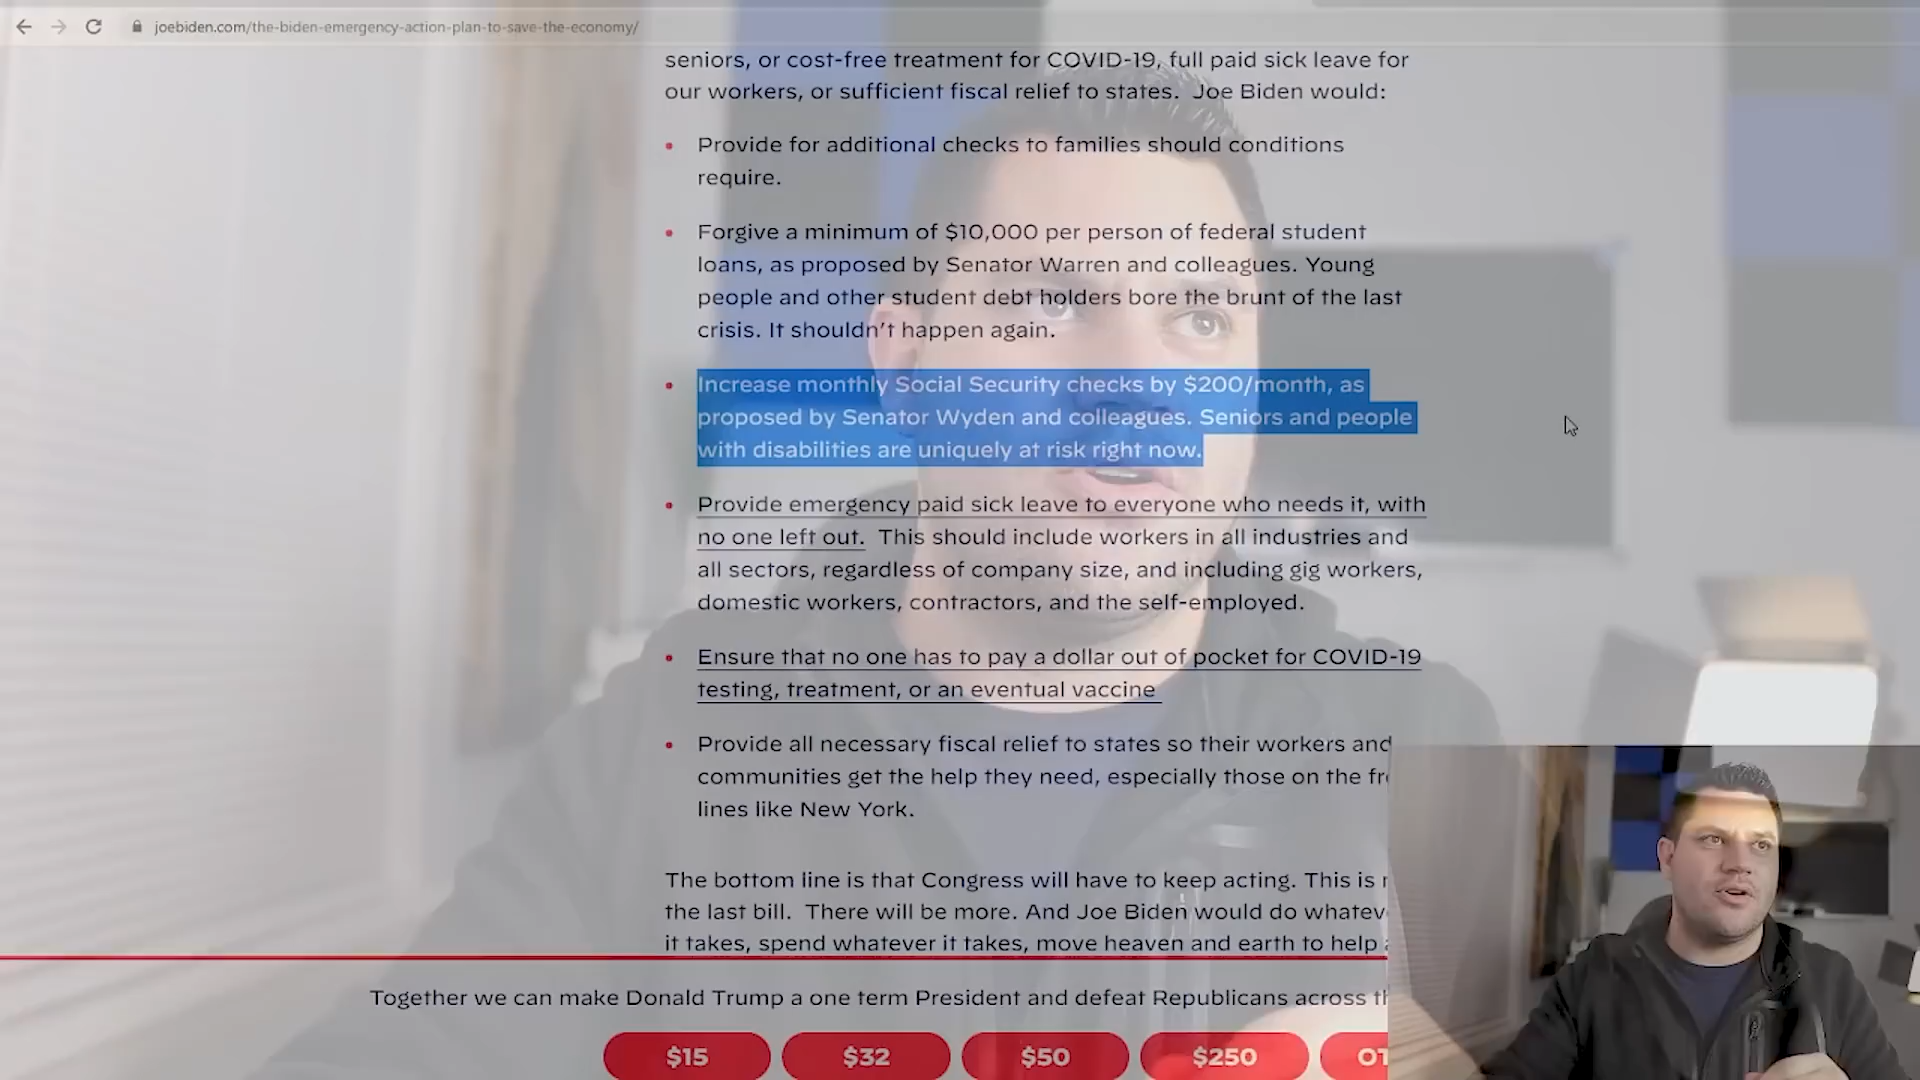 joebiden.com/the-biden-emergency-action-plan-to-save-the-economy/
seniors, or cost-free treatment for COVID-19, full paid sick leave for
our workers, or sufficient fiscal relief to states. Joe Biden would:
Provide for additional checks to families should conditions
require.
Forgive a minimum of $10,000 per person of federal student
loans, as proposed by Senator Warren and colleagues. Young
people and other student debt holders bore the brunt of the last
crisis. It shouldn’t happen again.
Increase monthly Social Security checks by $200/month, as
proposed by Senator Wyden and colleagues. Seniors and people
with disabilities are uniquely at risk right now.
Provide emergency paid sick leave to everyone who needs it, with
no one left out. This should include workers in all industries and
all sectors, regardless of company size, and including gig workers,
domestic workers, contractors, and the self-employed.
Ensure that no one has to pay a dollar out of pocket for COVID-19
testing, treatment, or an eventual vaccine
Provide all necessary fiscal relief to states so their workers and
communities get the help they need, especially those on the
lines like New York.
The bottom line is that Congress will have to keep acting. This is
the last bill. There will be more. And Joe Biden would do
it takes, spend whatever it takes, move heaven and earth to help
Together we can make Donald Trump a one term President and defeat Republicans across
$15
$32
$50
$250